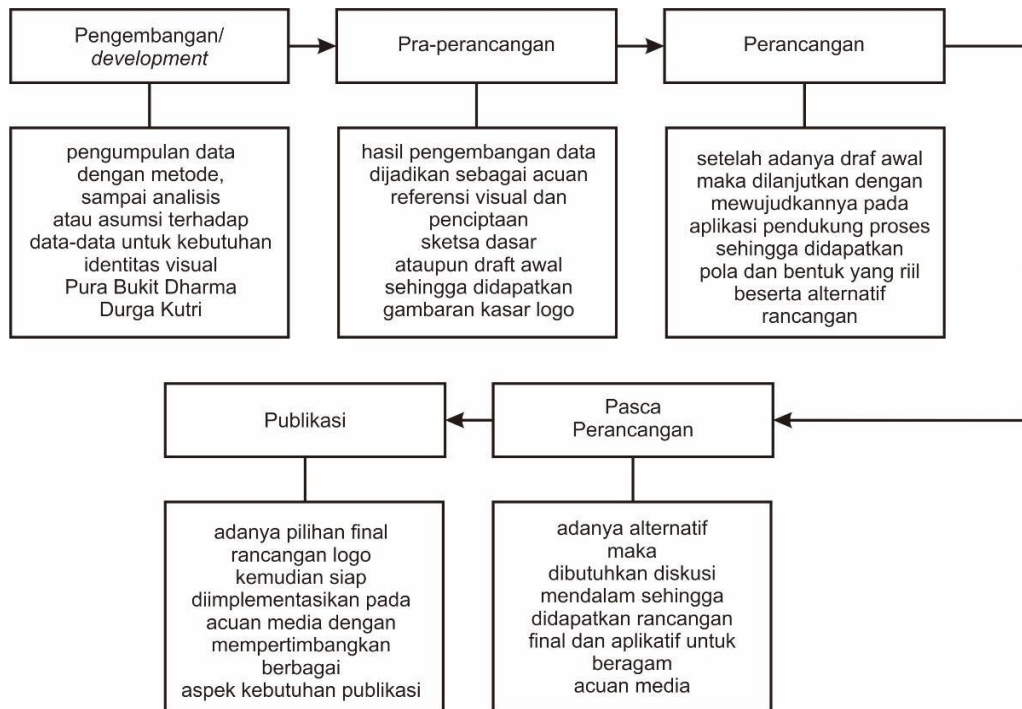 Pengembangan/
development
Pra-perancangan
Perancangan
pengumpulan data
dengan metode,
sampai analisis
atau asumsi terhadap
data-data untuk kebutuhan
identitas visual
Pura Bukit Dharma
Durga Kutri
hasil pengembangan data
dijadikan sebagai acuan
referensi visual dan
penciptaan
sketsa dasar
ataupun draft awal
sehingga didapatkan
gambaran kasar logo
setelah adanya draf awal
maka dilanjutkan dengan
mewujudkannya pada
aplikasi pendukung proses
sehingga didapatkan
pola dan bentuk yang riil
beserta alternatif
rancangan
Pasca
Perancangan
Publikasi
adanya alternatif
maka
dibutuhkan diskusi
mendalam sehingga
didapatkan rancangan
final dan aplikatif untuk
beragam
acuan media
adanya pilihan final
rancangan logo
kemudian siap
diimplementasikan pada
acuan media dengan
mempertimbangkan
berbagai
aspek kebutuhan publikasi